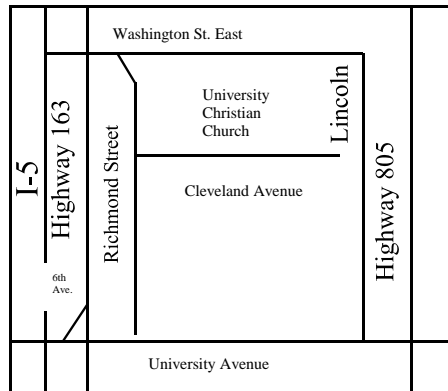 Washington St. East
University
Christian
Church
Lincoln
I-5
Highway 163
Richmond Street
Cleveland Avenue
Highway 805
6th
Ave.
University Avenue